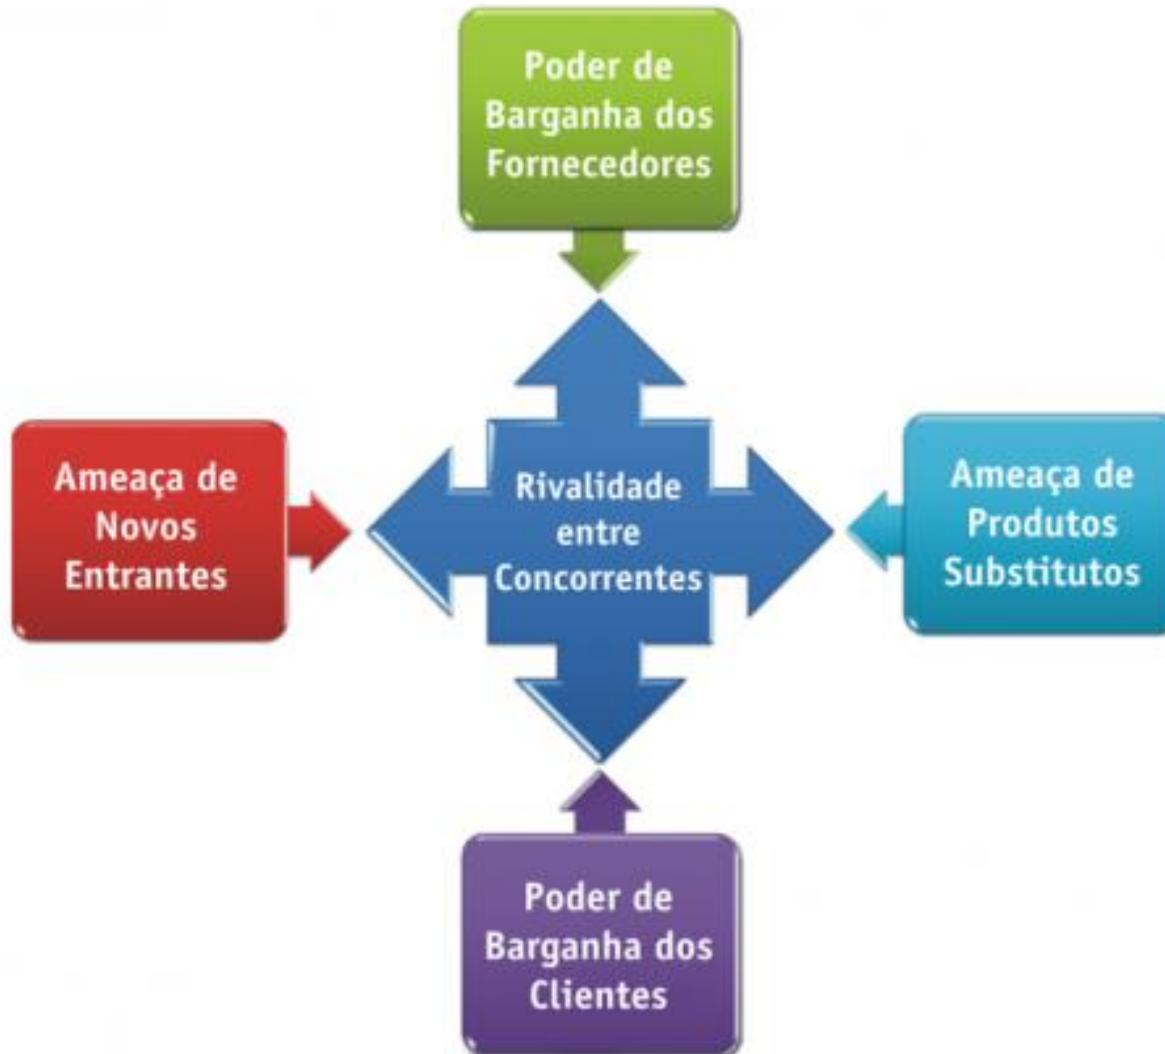 Poder de
Barganha dos
Fornecedores
Ameaça de
Novos
Entrantes
Rivalidade
entre
Concorrentes
Ameaça de
Produtos
Substitutos
Poder de
Barganha dos
Clientes